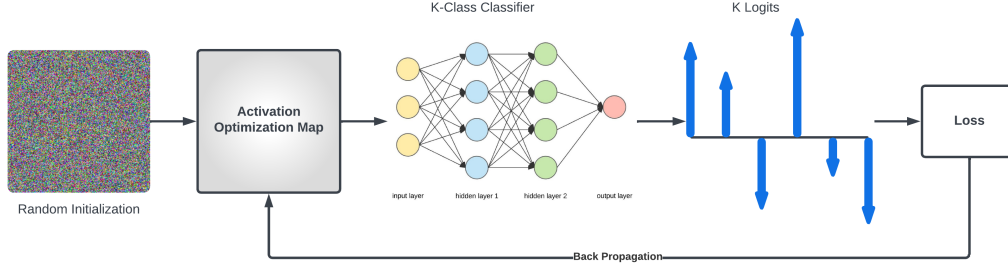 K-Class Classifier
K Logits
Activation
Optimization Map
Loss
input layer
hidden layer 1
hidden layer 2
output layer
Random Initialization
Back Propagation